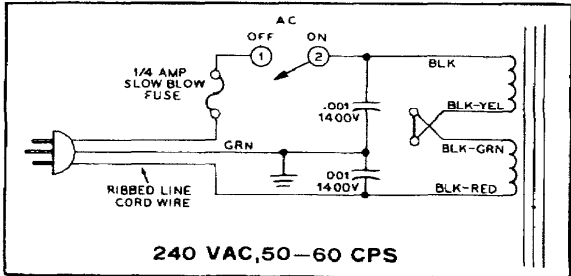 AC
OFF ON
1 2
1/4 AMP
SLOW BLOW
FUSE
BLK
.001
1400V
BLK-YEL
GRN
BLK-GRN
.001
1400V
RIBBED LINE
CORD WIRE
BLK-RED
240 VAC,50–60 CPS